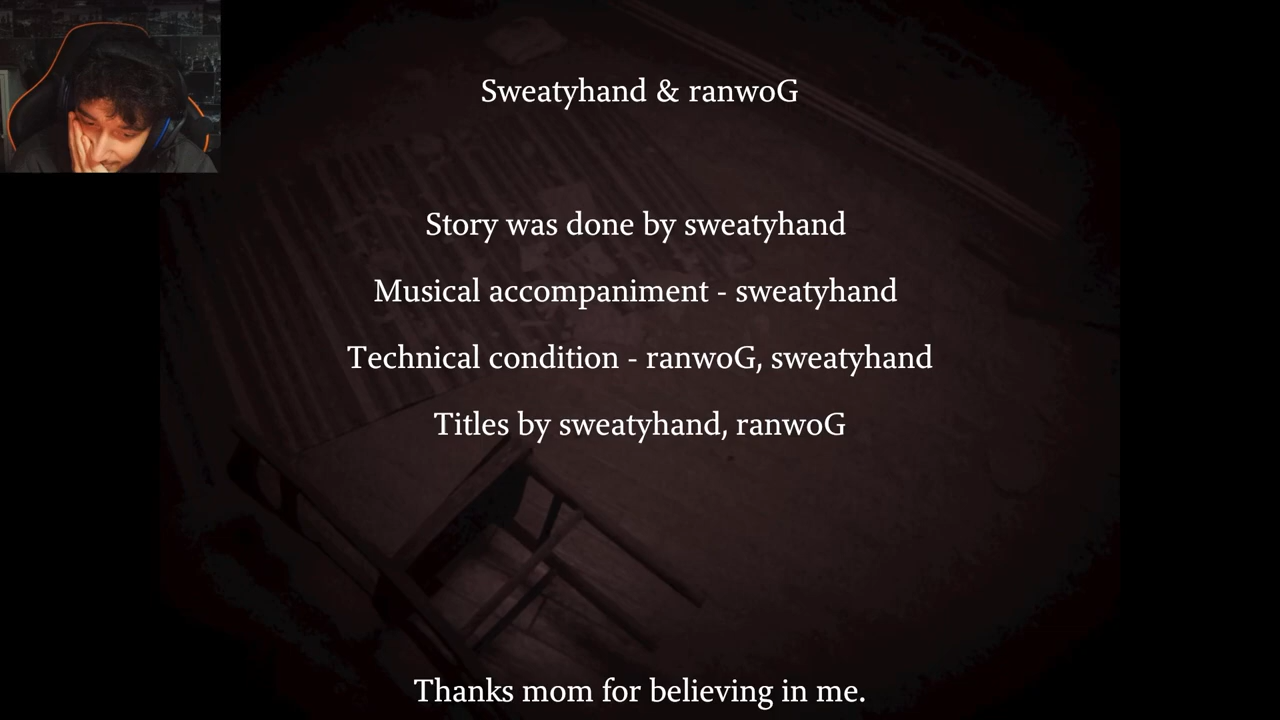 Sweatyhand & ranwoG
Story was done by sweatyhand
Musical accompaniment - sweatyhand
Technical condition - ranwoG, sweatyhand
Titles by sweatyhand, ranwoG
Thanks mom for believing in me.